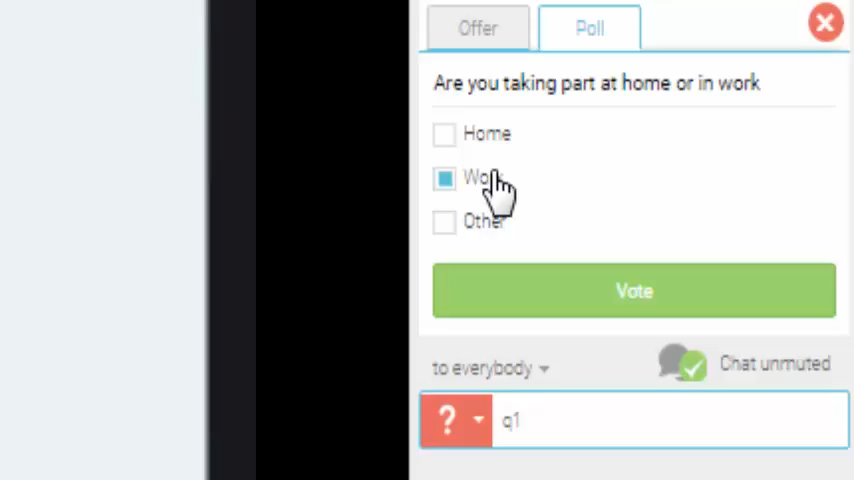 Offer
Poll
Are you taking part at home or in work
Home
Other
Vote
to everybody
Chat unmuted
?
q1